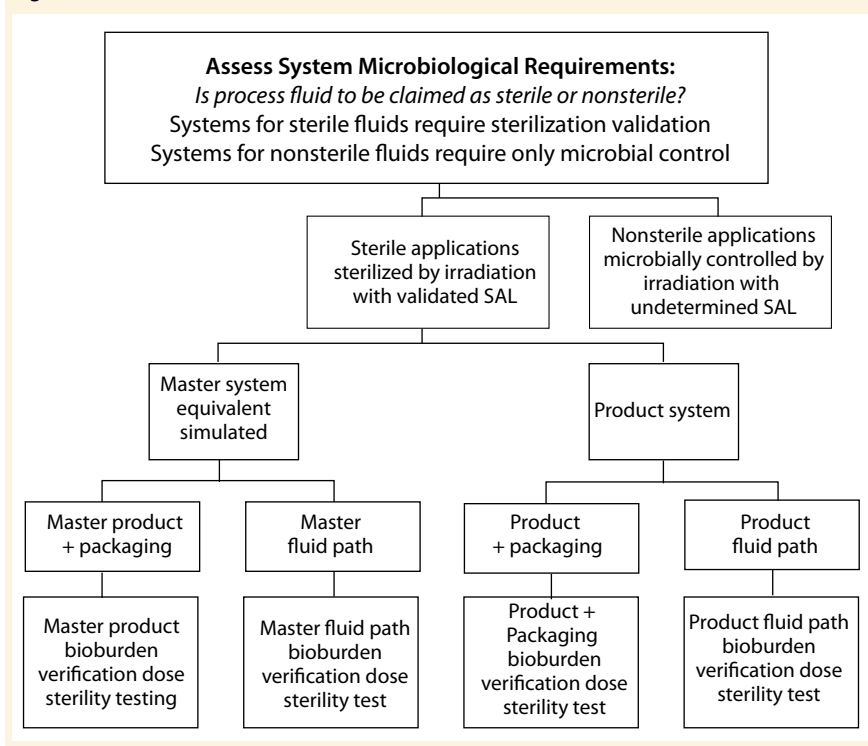 Assess System Microbiological Requirements:
Is process fluid to be claimed as sterile or nonsterile?
Systems for sterile fluids require sterilization validation
Systems for nonsterile fluids require only microbial control
Sterile applications
sterilized by irradiation
with validated SAL
Nonsterile applications
microbially controlled by
irradiation with
undetermined SAL
Master system
equivalent
simulated
Product system
Master product
+ packaging
Master
fluid path
Product
+ packaging
Product
fluid path
Master product
bioburden
verification dose
sterility testing
Master fluid path
bioburden
verification dose
sterility test
Product +
Packaging
bioburden
verification dose
sterility test
Product fluid path
bioburden
verification dose
sterility test